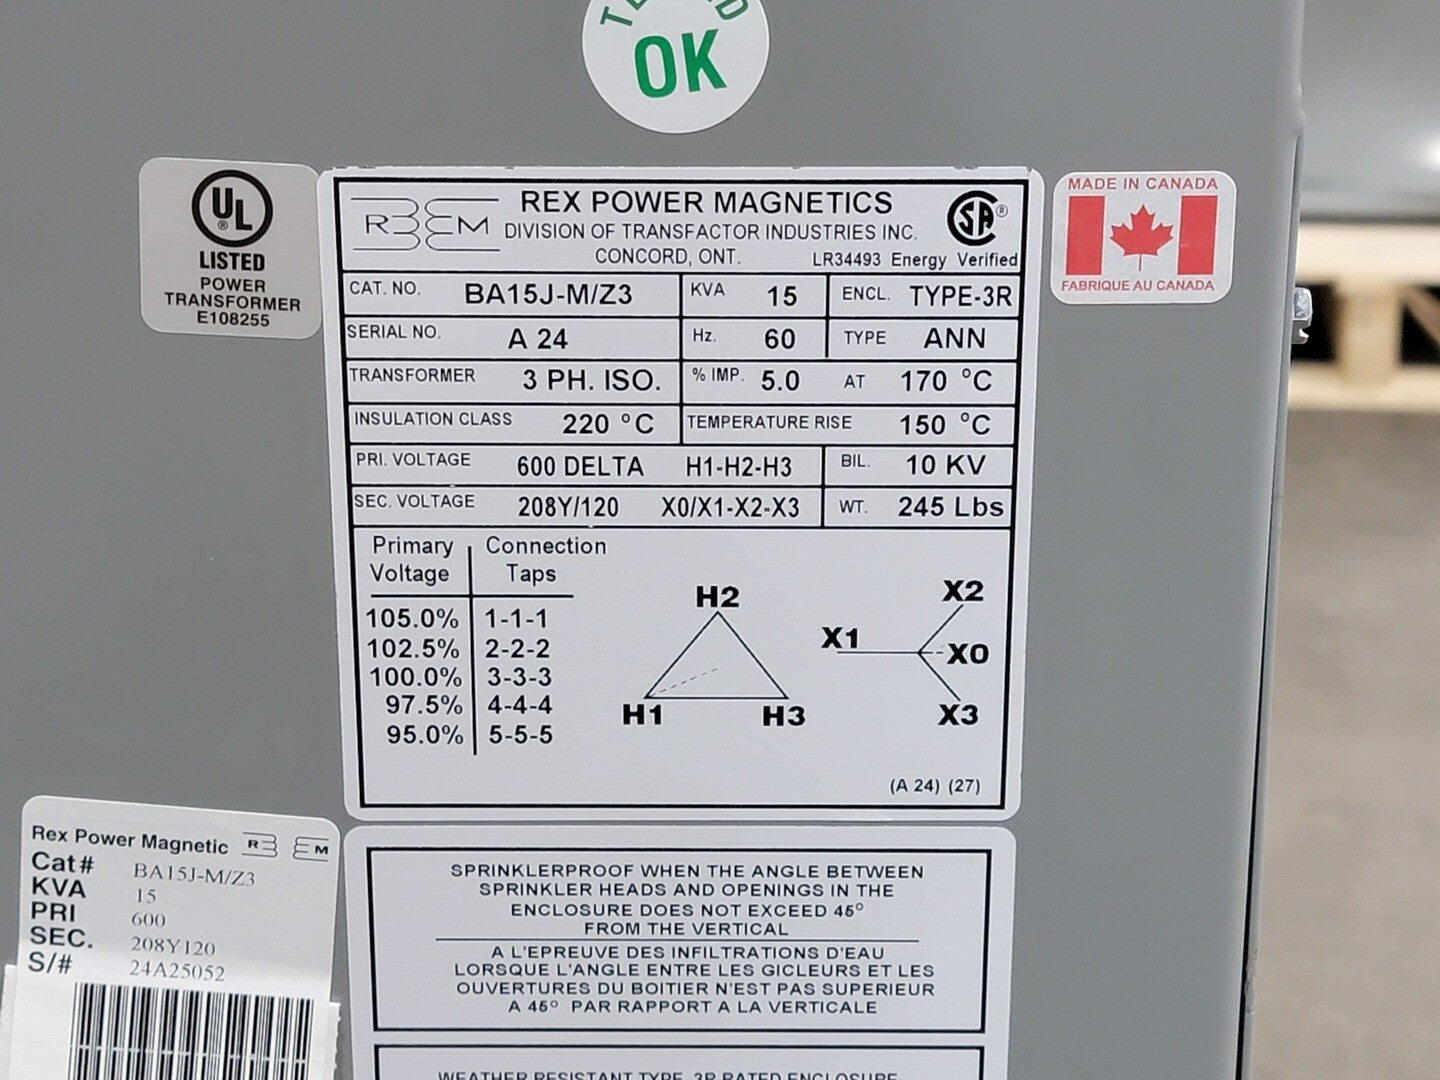 OK
UL
®
LISTED
POWER
TRANSFORMER
E108255
REM
REX POWER MAGNETICS
DIVISION OF TRANSFACTOR INDUSTRIES INC.
CONCORD, ONT.
LR34493 Energy Verified
MADE IN CANADA
FABRIQUE AU CANADA
CAT. NO. BA15J-M/Z3 KVA 15 ENCL. TYPE-3R
SERIAL NO. A 24 Hz. 60 TYPE ANN
TRANSFORMER 3 PH. ISO. % IMP. 5.0 AT 170 °C
INSULATION CLASS 220 °C TEMPERATURE RISE 150 °C
PRI. VOLTAGE 600 DELTA H1-H2-H3 BIL. 10 KV
SEC. VOLTAGE 208Y/120 X0/X1-X2-X3 WT. 245 Lbs
Primary Connection
Voltage Taps
105.0% 1-1-1
102.5% 2-2-2
100.0% 3-3-3
97.5% 4-4-4
95.0% 5-5-5
H2
H1 H3
X2
X1 X0
X3
(A 24) (27)
Rex Power Magnetic REM
Cat# BA15J-M/Z3
KVA 15
PRI 600
SEC. 208Y120
S/# 24A25052
SPRINKLERPROOF WHEN THE ANGLE BETWEEN
SPRINKLER HEADS AND OPENINGS IN THE
ENCLOSURE DOES NOT EXCEED 45°
FROM THE VERTICAL
A L'EPREUVE DES INFILTRATIONS D'EAU
LORSQUE L'ANGLE ENTRE LES GICLEURS ET LES
OUVERTURES DU BOITIER N'EST PAS SUPERIEUR
A 45° PAR RAPPORT A LA VERTICALE
WEATHER RESISTANT TYPE 3R RATED ENCLOSURE